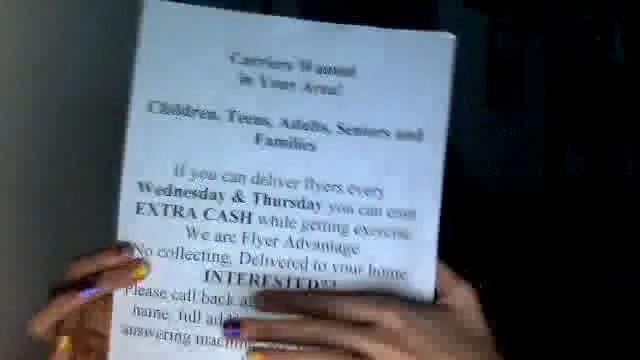 Carriers Wanted
in Your Area!
Children, Teens, Adults, Seniors and
Families
If you can deliver flyers every
Wednesday & Thursday you can earn
EXTRA CASH while getting exercise
We are Flyer Advantage
No collecting, Delivered to your home
INTERESTED
Please call back
name, full
answering